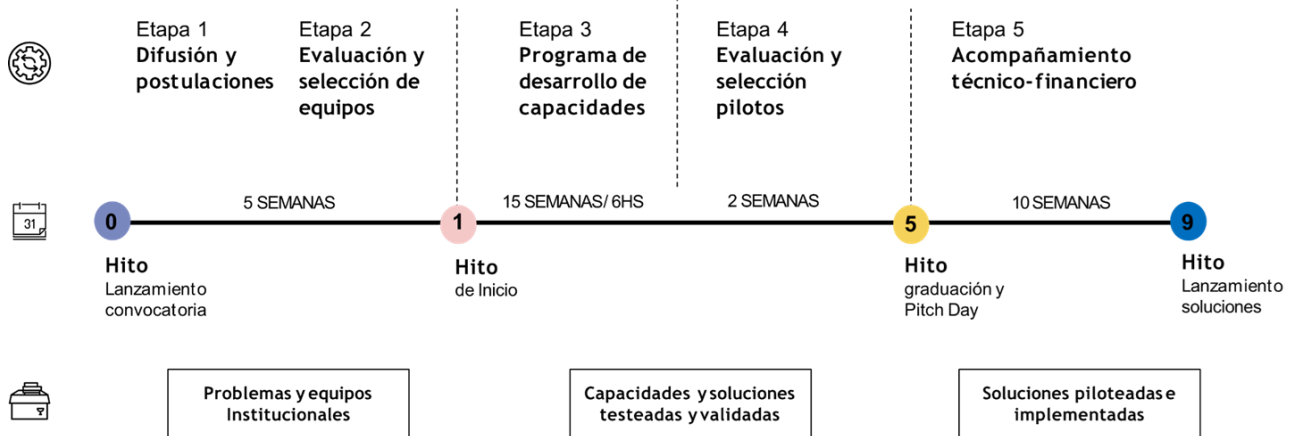 Etapa 1
Difusión y
postulaciones
Etapa 2
Evaluación y
selección de
equipos
Etapa 3
Programa de
desarrollo de
capacidades
Etapa 4
Evaluación y
selección
pilotos
Etapa 5
Acompañamiento
técnico-financiero
31
5 SEMANAS
15 SEMANAS/ 6HS
2 SEMANAS
10 SEMANAS
0
1
5
9
Hito
Lanzamiento
convocatoria
Hito
de Inicio
Hito
graduación y
Pitch Day
Hito
Lanzamiento
soluciones
Problemas y equipos
Institucionales
Capacidades y soluciones
testeadas y validadas
Soluciones piloteadas e
implementadas